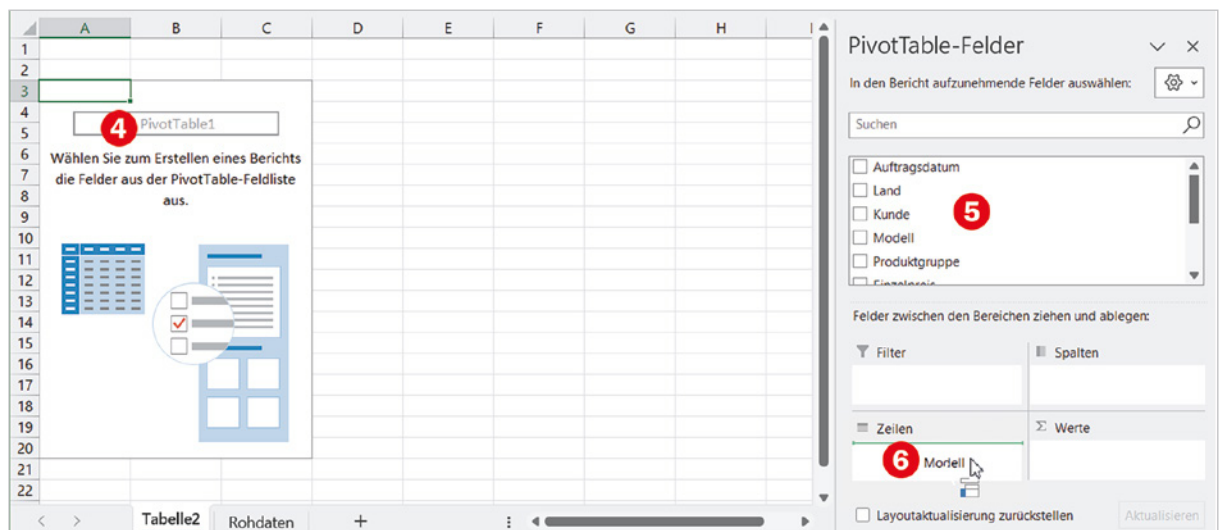 A B C D E F G H I
PivotTable-Felder
1
2
In den Bericht aufzunehmende Felder auswählen:
3
4
4 PivotTable1
Suchen
5
6 Wählen Sie zum Erstellen eines Berichts
7 die Felder aus der PivotTable-Feldliste
8 aus.
Auftragsdatum
Land
Kunde
5
Modell
Produktgruppe
Einzelpreis
9
10
11
12
13
14
15
16
17
18
19
20
21
22
Felder zwischen den Bereichen ziehen und ablegen:
Filter
Spalten
Zeilen
Σ Werte
6 Modell
Tabelle2 Rohdaten +
Layoutaktualisierung zurückstellen
Aktualisieren